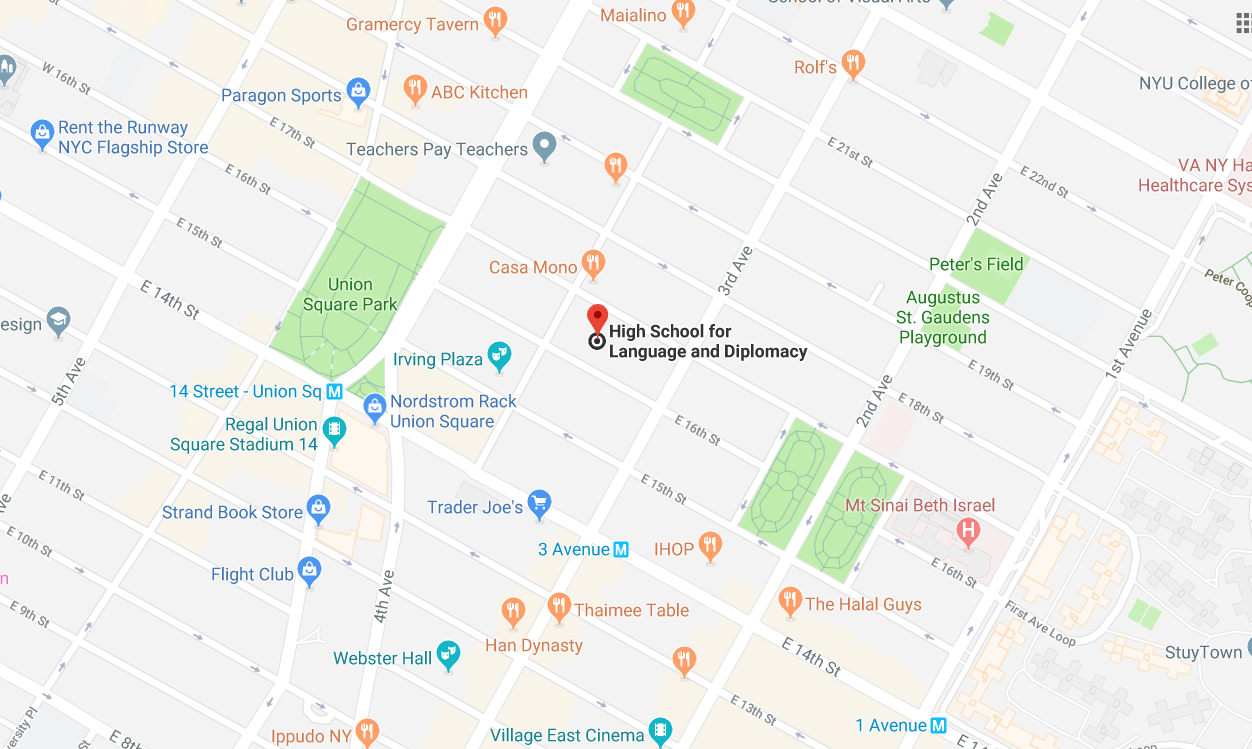 School of Visual Arts
Gramercy Tavern
Maialino
Rolf's
W 16th St
Paragon Sports
ABC Kitchen
NYU College of
Rent the Runway
NYC Flagship Store
E 17th St
Teachers Pay Teachers
E 21st St
E 22nd St
VA NY Ha
Healthcare Sys
E 16th St
2nd Ave
E 15th St
Casa Mono
3rd Ave
Peter's Field
Peter Coop
Union
Square Park
E 14th St
Augustus
St. Gaudens
Playground
esign
High School for
Language and Diplomacy
1st Avenue
Irving Plaza
5th Ave
E 19th St
14 Street - Union Sq M
Nordstrom Rack
Union Square
2nd Ave
E 18th St
Regal Union
Square Stadium 14
E 16th St
E 11th St
E 15th St
Strand Book Store
Trader Joe's
Mt Sinai Beth Israel
H
E 10th St
3 Avenue M
IHOP
Flight Club
E 16th St
4th Ave
E 9th St
Thaimee Table
The Halal Guys
First Ave Loop
Han Dynasty
Webster Hall
E 14th St
StuyTown
E 13th St
versity Pl
Ippudo NY
Village East Cinema
1 Avenue M
E 8th
E 1